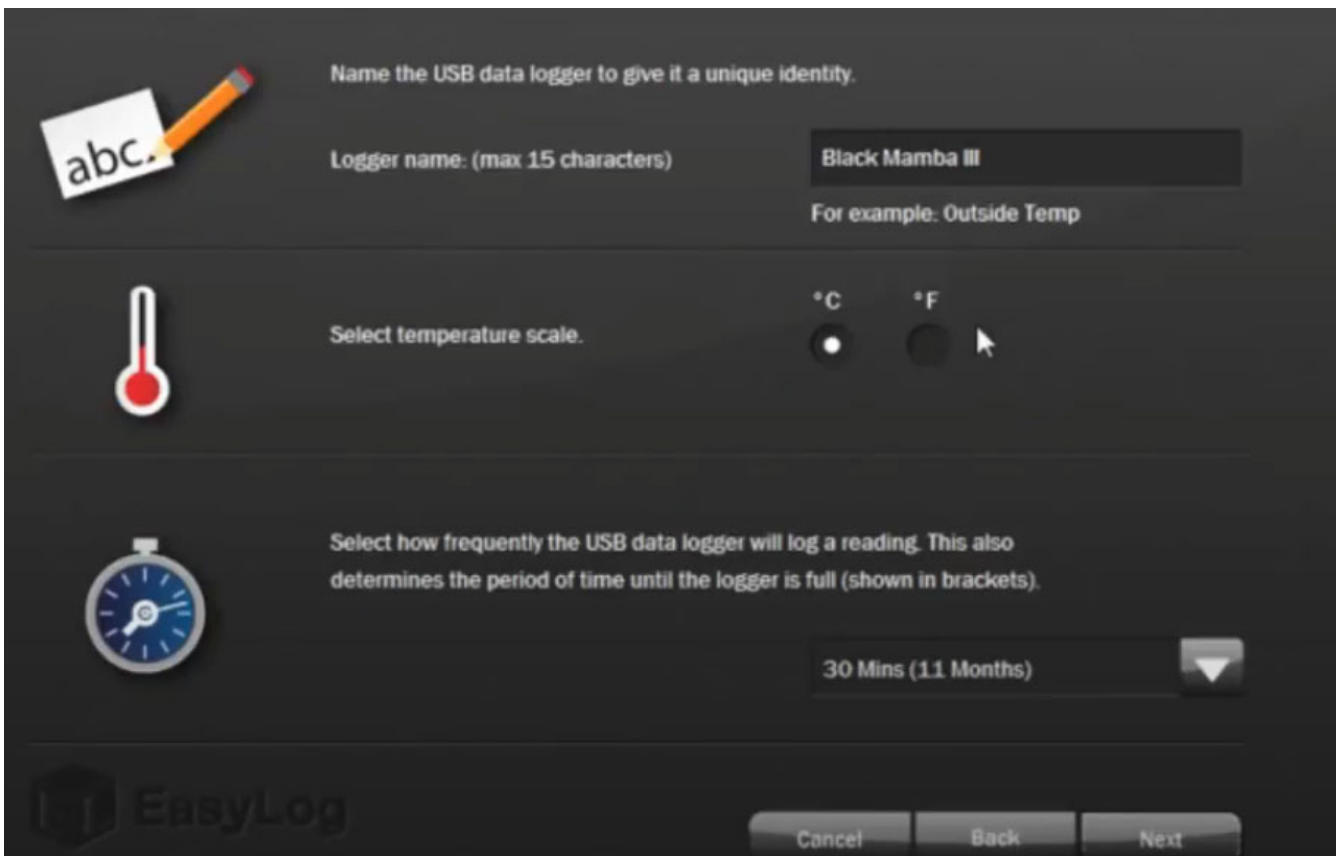 Name the USB data logger to give it a unique identity.
abc.
Logger name: (max 15 characters)
Black Mamba III
For example: Outside Temp
°C °F
Select temperature scale.
Select how frequently the USB data logger will log a reading. This also
determines the period of time until the logger is full (shown in brackets).
30 Mins (11 Months)
EasyLog
Cancel Back Next